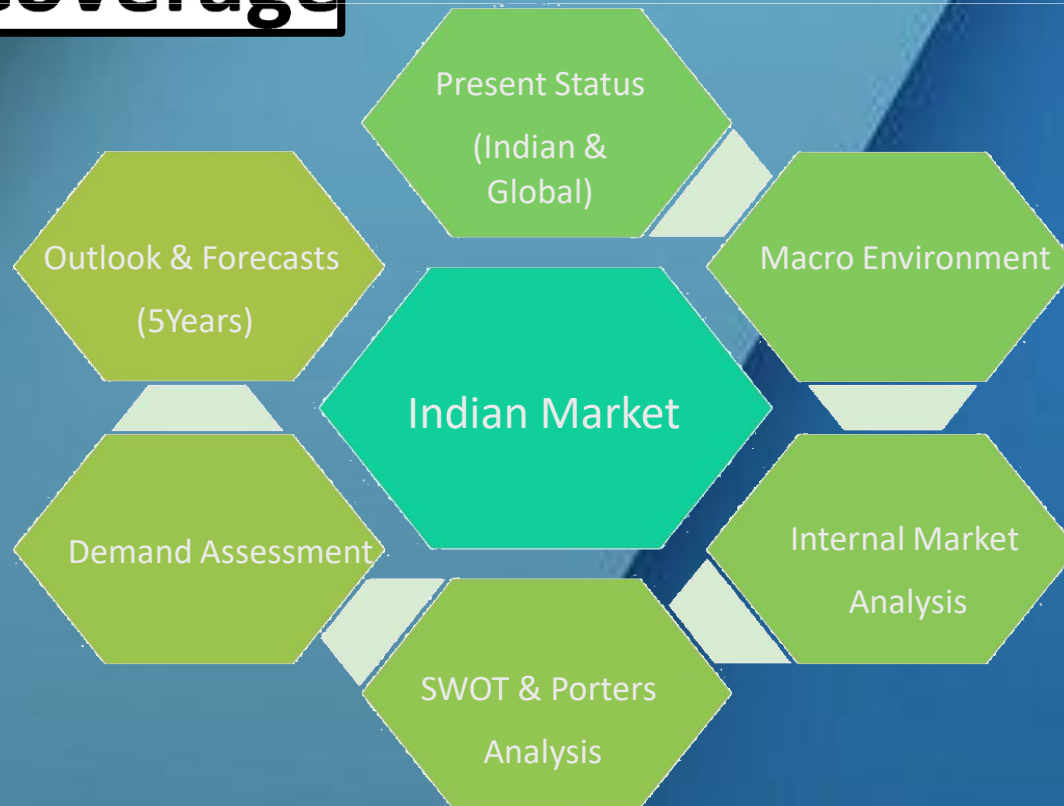 Coverage
Present Status
(Indian &
Global)
Macro Environment
Internal Market
Analysis
SWOT & Porters
Analysis
Demand Assessment
Outlook & Forecasts
(5Years)
Indian Market